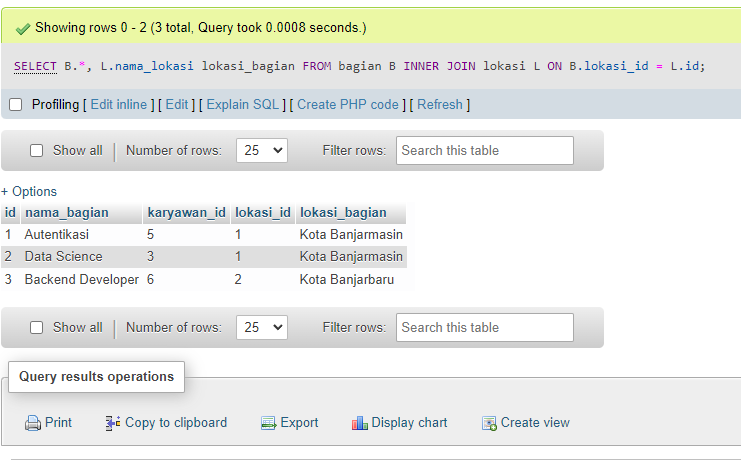 Showing rows 0 - 2 (3 total, Query took 0.0008 seconds.)
SELECT B.*, L.nama_lokasi lokasi_bagian FROM bagian B INNER JOIN lokasi L ON B.lokasi_id = L.id;
Profiling [ Edit inline ] [ Edit ] [ Explain SQL ] [ Create PHP code ] [ Refresh ]
Show all | Number of rows: 25 Filter rows: Search this table
+ Options
id nama_bagian karyawan_id lokasi_id lokasi_bagian
1 Autentikasi 5 1 Kota Banjarmasin
2 Data Science 3 1 Kota Banjarmasin
3 Backend Developer 6 2 Kota Banjarbaru
Show all | Number of rows: 25 Filter rows: Search this table
Query results operations
Print Copy to clipboard Export Display chart Create view